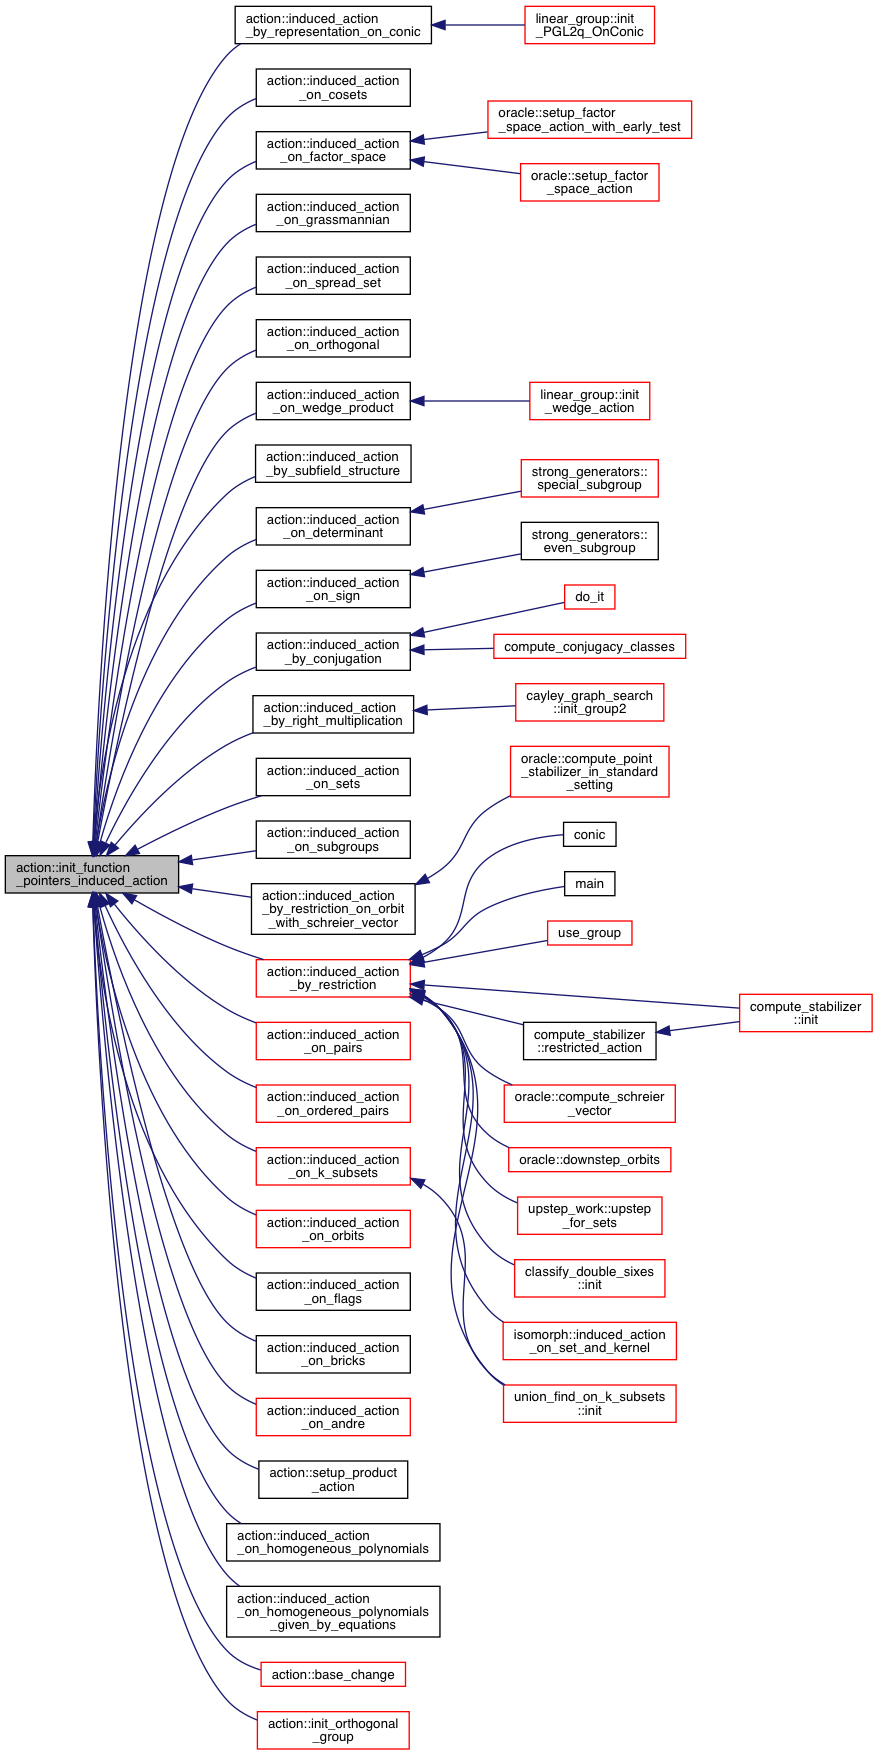 action::induced_action
_by_representation_on_conic
linear_group::init
_PGL2q_OnConic
action::induced_action
_on_cosets
oracle::setup_factor
_space_action_with_early_test
action::induced_action
_on_factor_space
oracle::setup_factor
_space_action
action::induced_action
_on_grassmannian
action::induced_action
_on_spread_set
action::induced_action
_on_orthogonal
action::induced_action
_on_wedge_product
linear_group::init
_wedge_action
action::induced_action
_by_subfield_structure
strong_generators::
special_subgroup
action::induced_action
_on_determinant
strong_generators::
even_subgroup
action::induced_action
_on_sign
do_it
action::induced_action
_by_conjugation
compute_conjugacy_classes
action::induced_action
_by_right_multiplication
cayley_graph_search
::init_group2
action::induced_action
_on_sets
oracle::compute_point
_stabilizer_in_standard
_setting
action::induced_action
_on_subgroups
conic
action::init_function
_pointers_induced_action
action::induced_action
_by_restriction_on_orbit
_with_schreier_vector
main
use_group
action::induced_action
_by_restriction
compute_stabilizer
::init
compute_stabilizer
::restricted_action
action::induced_action
_on_pairs
oracle::compute_schreier
_vector
action::induced_action
_on_ordered_pairs
oracle::downstep_orbits
action::induced_action
_on_k_subsets
upstep_work::upstep
_for_sets
action::induced_action
_on_orbits
classify_double_sixes
::init
action::induced_action
_on_flags
isomorph::induced_action
_on_set_and_kernel
action::induced_action
_on_bricks
union_find_on_k_subsets
::init
action::induced_action
_on_andre
action::setup_product
_action
action::induced_action
_on_homogeneous_polynomials
action::induced_action
_on_homogeneous_polynomials
_given_by_equations
action::base_change
action::init_orthogonal
_group